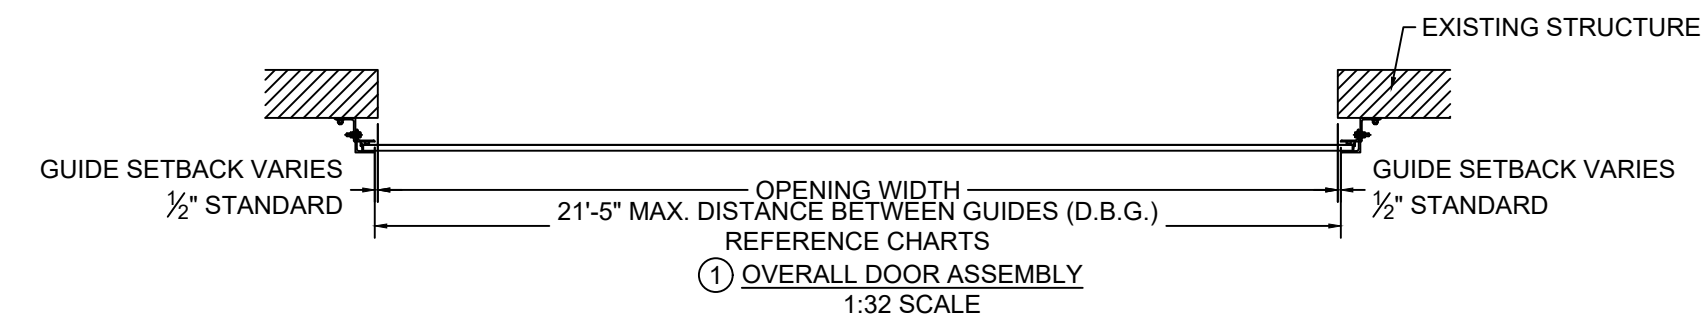 EXISTING STRUCTURE
GUIDE SETBACK VARIES
½" STANDARD
OPENING WIDTH
21'-5" MAX. DISTANCE BETWEEN GUIDES (D.B.G.)
REFERENCE CHARTS
GUIDE SETBACK VARIES
½" STANDARD
1 OVERALL DOOR ASSEMBLY
1:32 SCALE